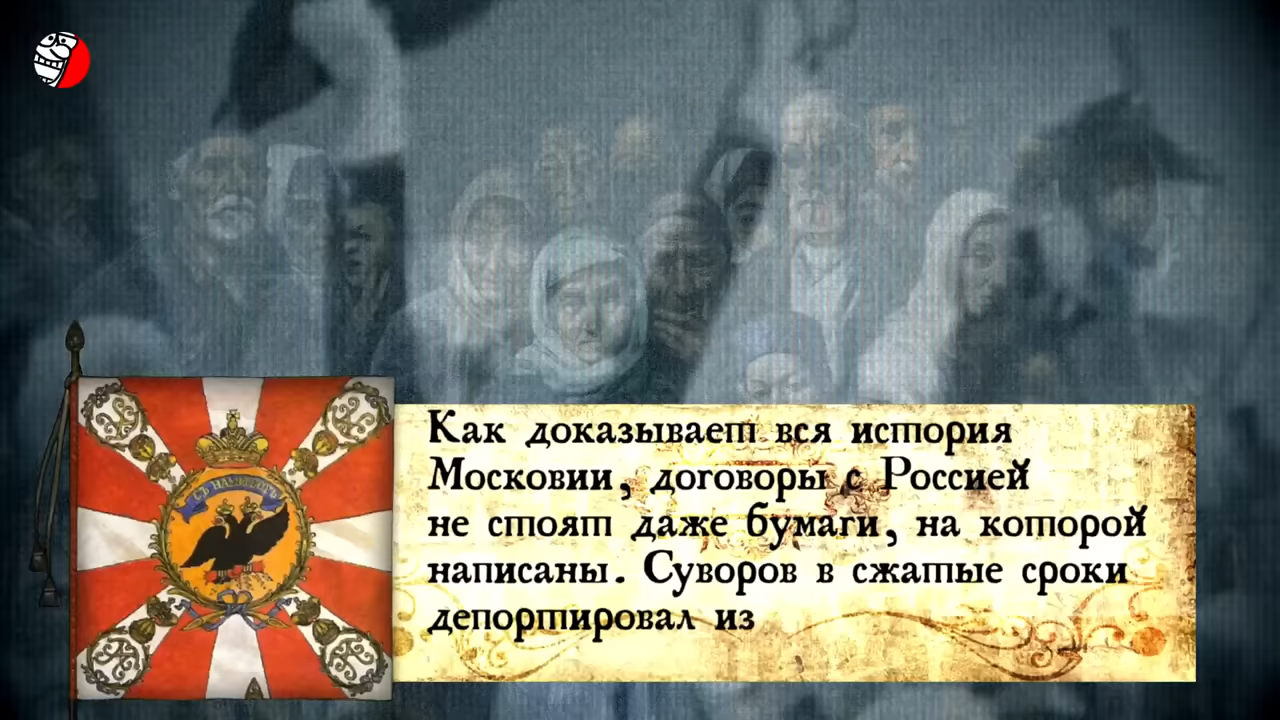 Как доказывает вся история
Московии, договоры с Россией
не стоят даже бумаги, на которой
написаны. Суворов в сжатые сроки
депортировал из